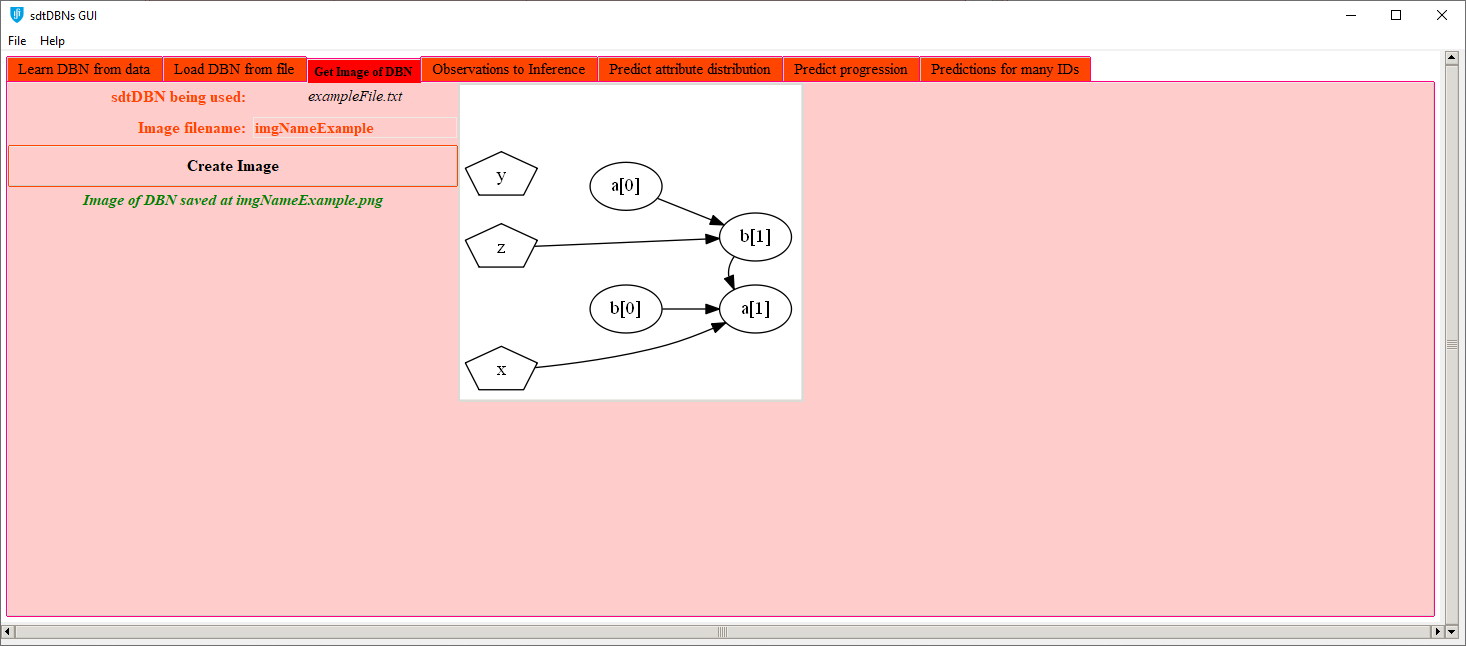 sdtDBNs GUI
File Help
Learn DBN from data Load DBN from file Get Image of DBN Observations to Inference Predict attribute distribution Predict progression Predictions for many IDs
sdtDBN being used: exampleFile.txt
Image filename: imgNameExample
Create Image
Image of DBN saved at imgNameExample.png
y
a[0]
b[1]
z
b[0]
a[1]
x